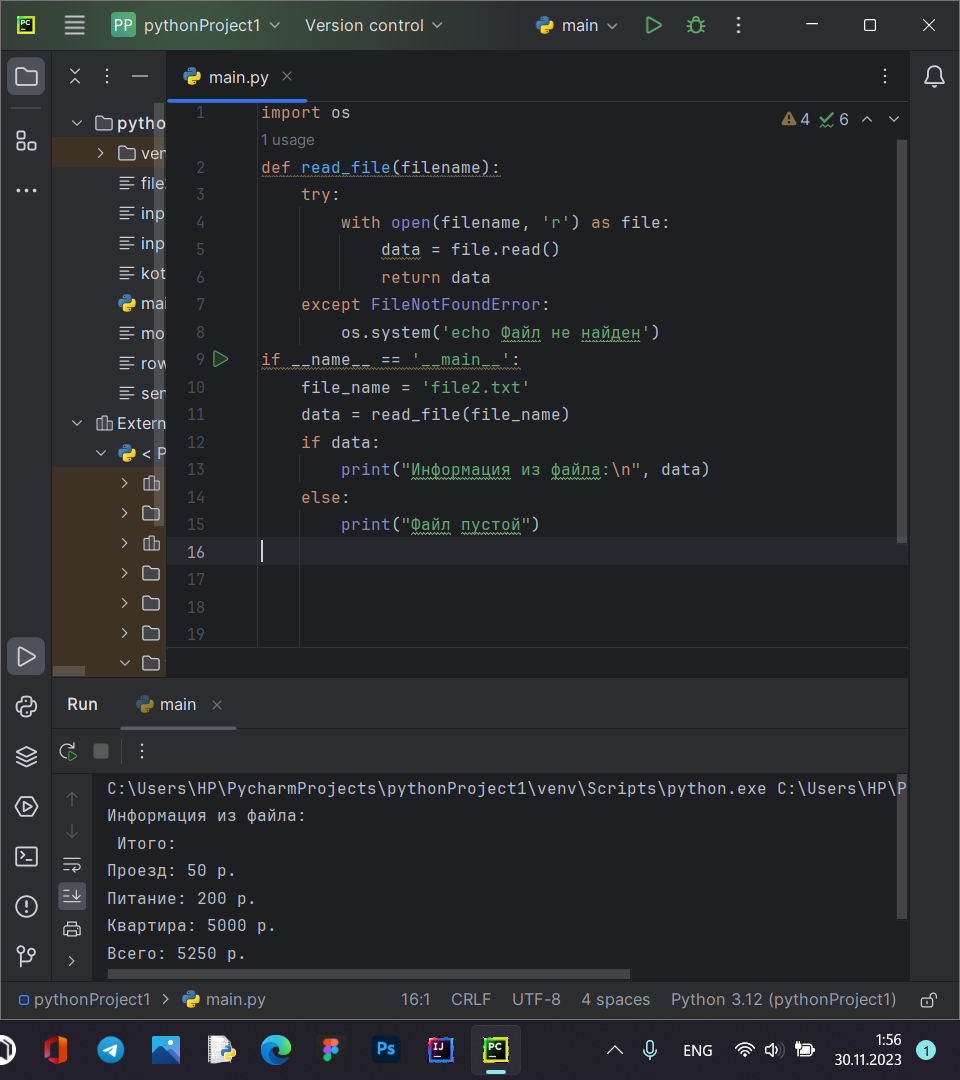 PC
PP pythonProject1 Version control main
main.py
1 import os
4 6
1 usage
2 def read_file(filename):
3 try:
4 with open(filename, 'r') as file:
5 data = file.read()
6 return data
7 except FileNotFoundError:
8 os.system('echo Файл не найден')
9 if __name__ == '__main__':
10 file_name = 'file2.txt'
11 data = read_file(file_name)
12 if data:
13 print("Информация из файла:\n", data)
14 else:
15 print("Файл пустой")
16
17
18
19
pytho
ven
file
inp
inp
kot
mai
mo
row
sen
Extern
< P
Run main
C:\Users\HP\PycharmProjects\pythonProject1\venv\Scripts\python.exe C:\Users\HP\P
Информация из файла:
Итого:
Проезд: 50 р.
Питание: 200 р.
Квартира: 5000 р.
Всего: 5250 р.
pythonProject1 > main.py 16:1 CRLF UTF-8 4 spaces Python 3.12 (pythonProject1)
Ps IJ PC ENG 1:56
30.11.2023 1